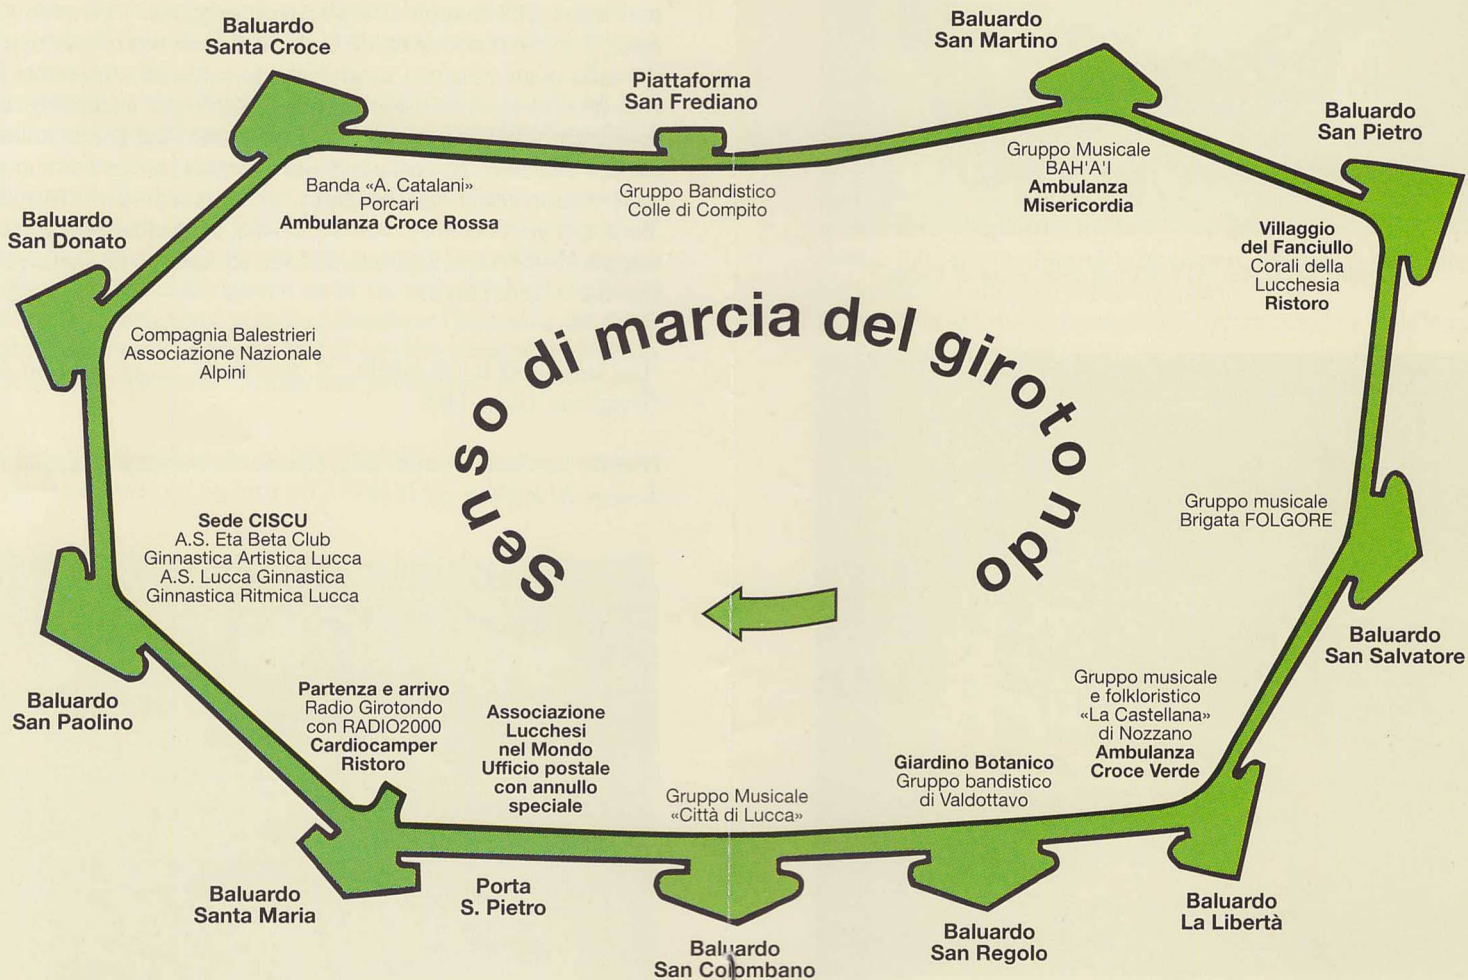 Baluardo
Santa Croce
Piattaforma
San Frediano
Baluardo
San Martino
Baluardo
San Pietro
Banda «A. Catalani»
Porcari
Ambulanza Croce Rossa
Gruppo Bandistico
Colle di Compito
Gruppo Musicale
BAH'A'I
Ambulanza
Misericordia
Villaggio
del Fanciullo
Corali della
Lucchesia
Ristoro
Baluardo
San Donato
Compagnia Balestrieri
Associazione Nazionale
Alpini
Senso di marcia del girotondo
Gruppo musicale
Brigata FOLGORE
Sede CISCU
A.S. Eta Beta Club
Ginnastica Artistica Lucca
A.S. Lucca Ginnastica
Ginnastica Ritmica Lucca
Baluardo
San Salvatore
Baluardo
San Paolino
Partenza e arrivo
Radio Girotondo
con RADIO2000
Cardiocamper
Ristoro
Associazione
Lucchesi
nel Mondo
Ufficio postale
con annullo
speciale
Gruppo Musicale
«Città di Lucca»
Giardino Botanico
Gruppo bandistico
di Valdottavo
Gruppo musicale
e folkloristico
«La Castellana»
di Nozzano
Ambulanza
Croce Verde
Baluardo
Santa Maria
Porta
S. Pietro
Baluardo
San Colombano
Baluardo
San Regolo
Baluardo
La Libertà